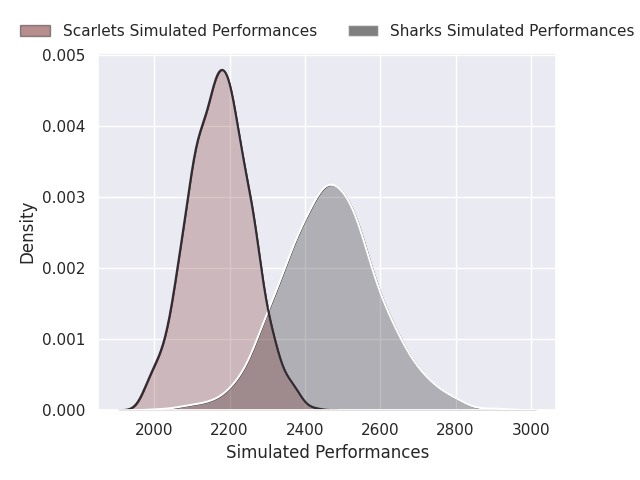 Scarlets Simulated Performances Sharks Simulated Performances
0.005
0.004
0.003
0.002
0.001
0.000
Density
2000 2200 2400 2600 2800 3000
Simulated Performances